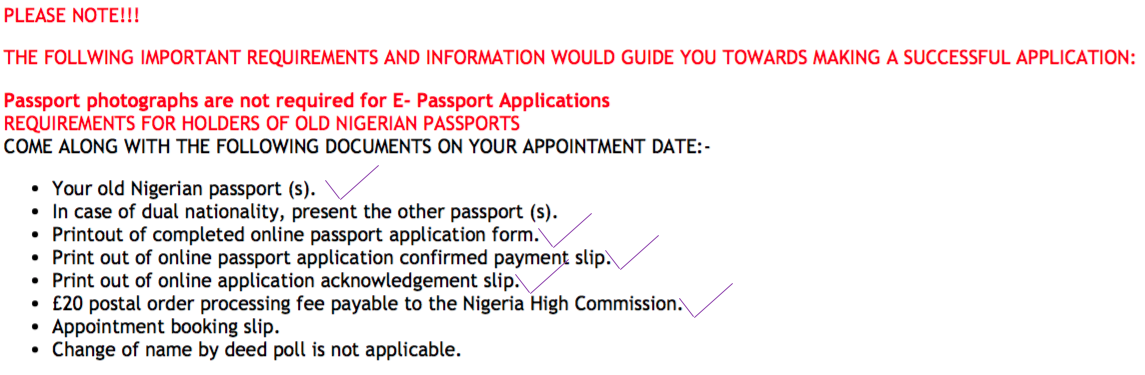 PLEASE NOTE!!!
THE FOLLWING IMPORTANT REQUIREMENTS AND INFORMATION WOULD GUIDE YOU TOWARDS MAKING A SUCCESSFUL APPLICATION:
Passport photographs are not required for E- Passport Applications
REQUIREMENTS FOR HOLDERS OF OLD NIGERIAN PASSPORTS
COME ALONG WITH THE FOLLOWING DOCUMENTS ON YOUR APPOINTMENT DATE:-
• Your old Nigerian passport (s).
• In case of dual nationality, present the other passport (s).
• Printout of completed online passport application form.
• Print out of online passport application confirmed payment slip.
• Print out of online application acknowledgement slip.
• £20 postal order processing fee payable to the Nigeria High Commission.
• Appointment booking slip.
• Change of name by deed poll is not applicable.